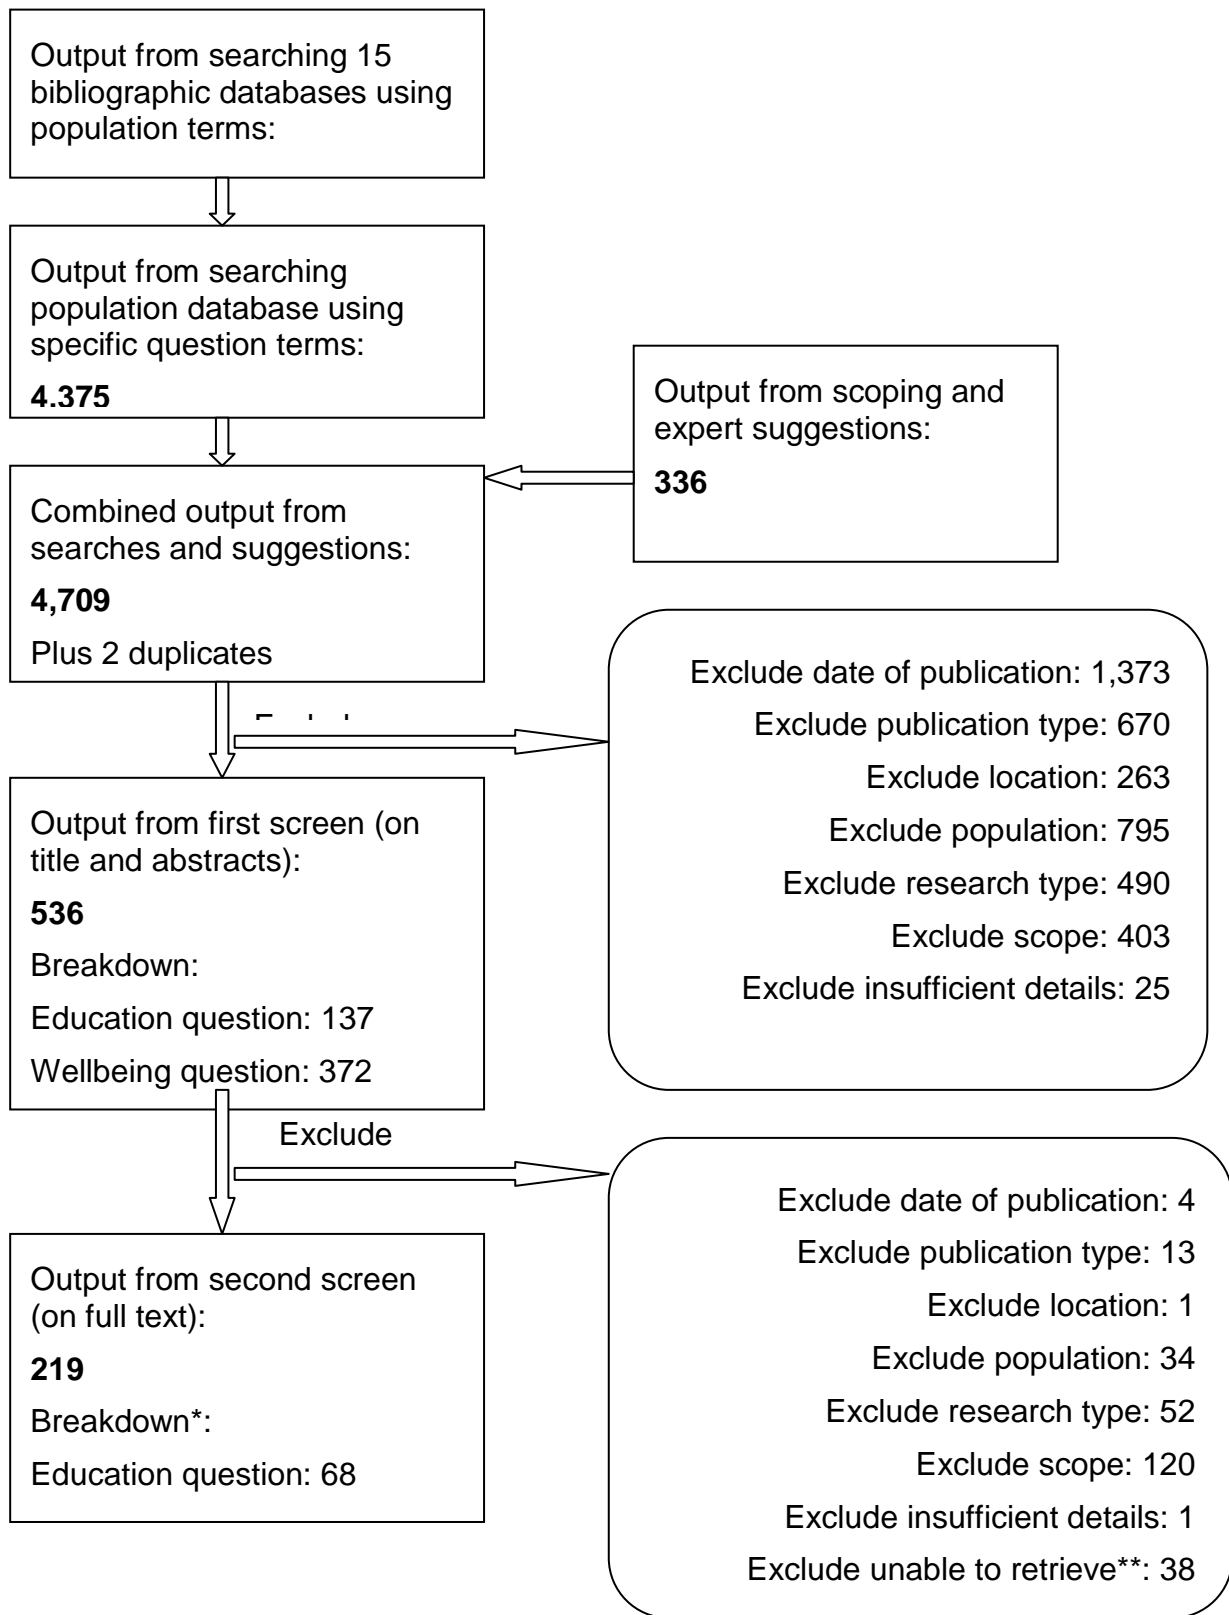 Output from searching 15
bibliographic databases using
population terms:
Output from searching
population database using
specific question terms:
4,375
Output from scoping and
expert suggestions:
336
Combined output from
searches and suggestions:
4,709
Plus 2 duplicates
Exclude date of publication: 1,373
Exclude publication type: 670
Exclude location: 263
Exclude population: 795
Exclude research type: 490
Exclude scope: 403
Exclude insufficient details: 25
Output from first screen (on
title and abstracts):
536
Breakdown:
Education question: 137
Wellbeing question: 372
Exclude
Exclude date of publication: 4
Exclude publication type: 13
Exclude location: 1
Exclude population: 34
Exclude research type: 52
Exclude scope: 120
Exclude insufficient details: 1
Exclude unable to retrieve**: 38
Output from second screen
(on full text):
219
Breakdown*:
Education question: 68